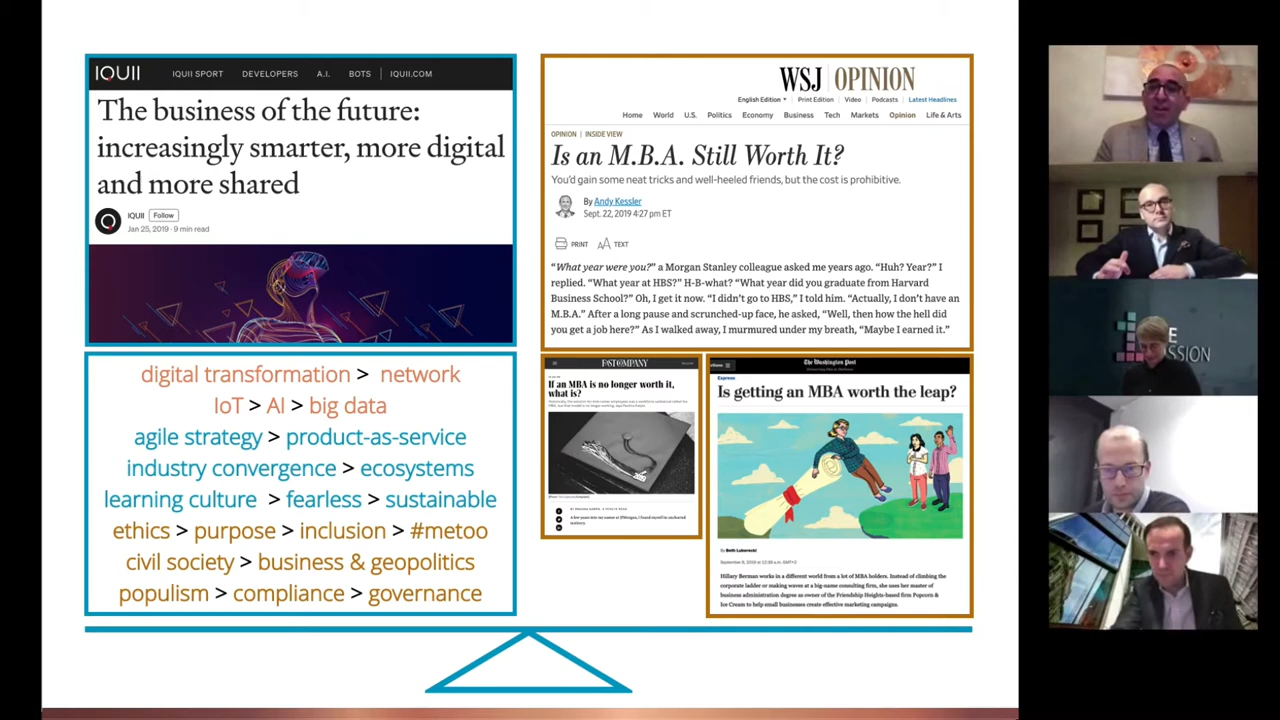 IQUII
IQUII SPORT DEVELOPERS A.I. BOTS IQUII.COM
The business of the future:
increasingly smarter, more digital
and more shared
IQUII Follow
Jan 25, 2019 · 9 min read
digital transformation > network
IoT > AI > big data
agile strategy > product-as-service
industry convergence > ecosystems
learning culture > fearless > sustainable
ethics > purpose > inclusion > #metoo
civil society > business & geopolitics
populism > compliance > governance
WSJ OPINION
English Edition Print Edition Video Podcasts Latest Headlines
Home World U.S. Politics Economy Business Tech Markets Opinion Life & Arts
OPINION INSIDE VIEW
Is an M.B.A. Still Worth It?
You'd gain some neat tricks and well-heeled friends, but the cost is prohibitive.
By Andy Kessler
Sept. 22, 2019 4:27 pm ET
PRINT AA TEXT
“What year were you?” a Morgan Stanley colleague asked me years ago. “Huh? Year?” I
replied. “What year at HBS?” H-B-what? “What year did you graduate from Harvard
Business School?” Oh, I get it now. “I didn’t go to HBS,” I told him. “Actually, I don’t have an
M.B.A.” After a long pause and scrunched-up face, he asked, “Well, then how the hell did
you get a job here?” As I walked away, I murmured under my breath, “Maybe I earned it.”
FAST COMPANY
If an MBA is no longer worth it,
what is?
The Washington Post
Express
Is getting an MBA worth the leap?
By Beth Luberecki
Hillary Berman works in a different world from a lot of MBA holders. Instead of climbing the
corporate ladder or making waves at a big-name consulting firm, she uses her master of
business administration degree as owner of the Friendship Heights-based firm Popcorn &
Ice Cream to help small businesses create effective marketing campaigns.